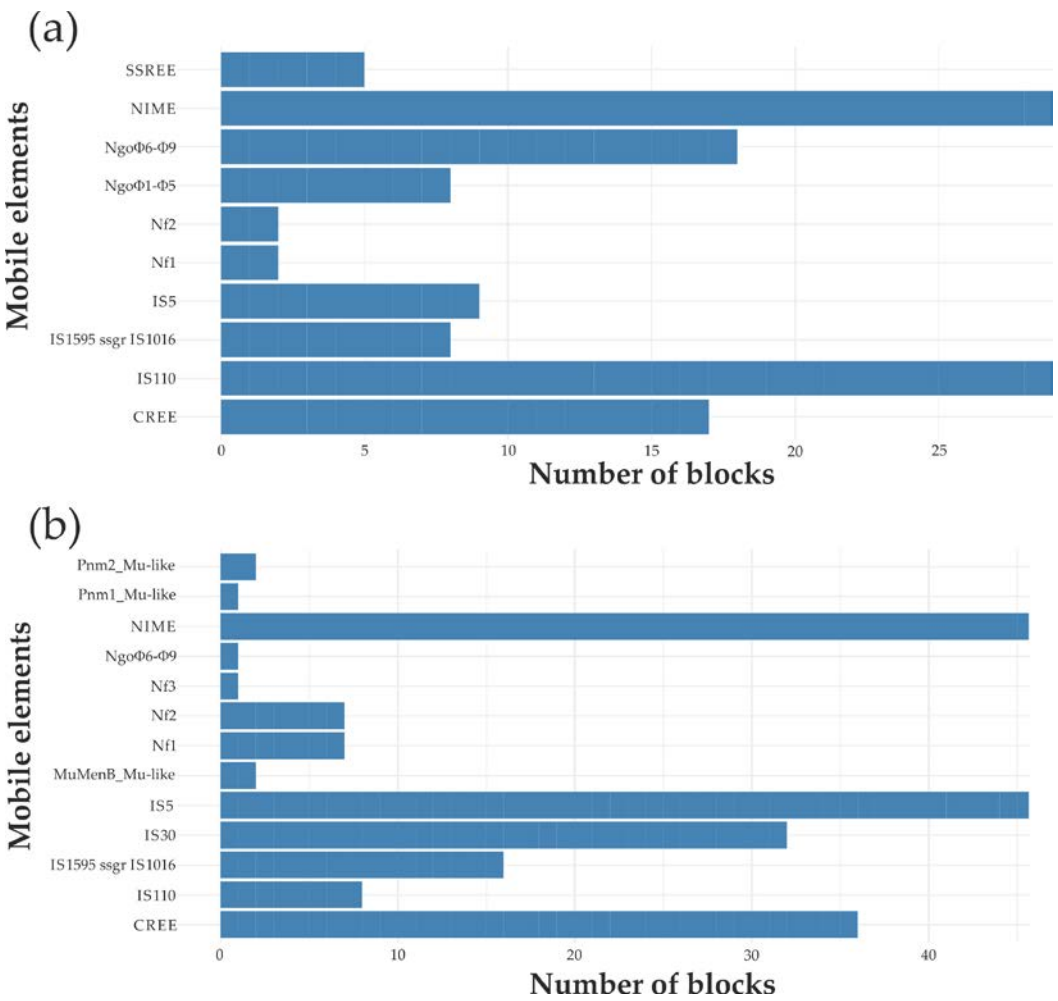 (a)
Mobile elements
SSREE
NIME
NgoΦ6-Φ9
NgoΦ1-Φ5
Nf2
Nf1
IS5
IS1595 ssgr IS1016
IS110
CREE
0 5 10 15 20 25
Number of blocks
(b)
Mobile elements
Pnm2_Mu-like
Pnm1_Mu-like
NIME
NgoΦ6-Φ9
Nf3
Nf2
Nf1
MuMenB_Mu-like
IS5
IS30
IS1595 ssgr IS1016
IS110
CREE
0 10 20 30 40
Number of blocks